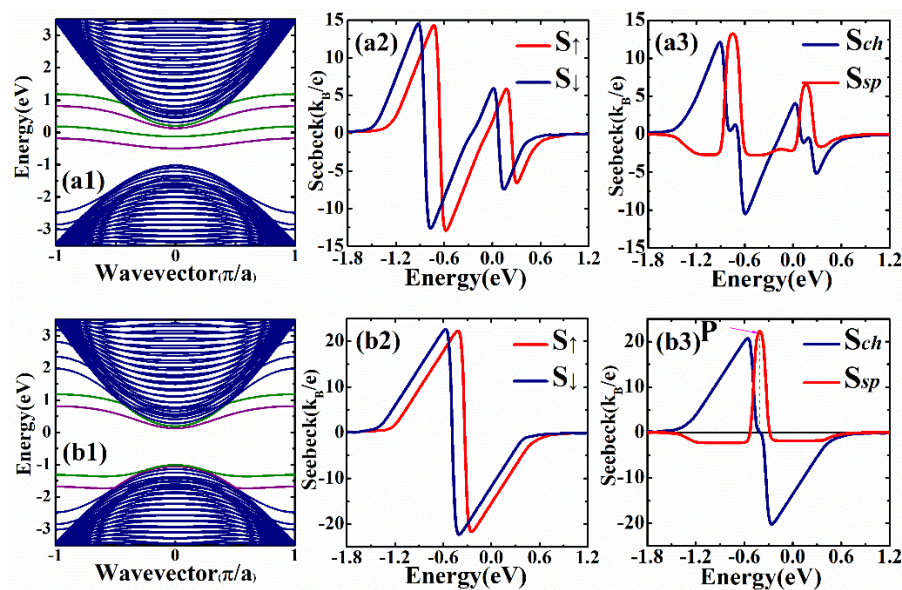 Energy(eV)
3
2
1
0
-1
-2
-3
(a1)
-1 0 1
Wavevector(π/a)
Seebeck(kB/e)
15
10
5
0
-5
-10
-15
(a2)
S↑
S↓
-1.8 -1.2 -0.6 0.0 0.6 1.2
Energy(eV)
Seebeck(kB/e)
15
10
5
0
-5
-10
15
(a3)
Sch
Ssp
-1.8 -1.2 -0.6 0.0 0.6 1.2
Energy(eV)
Energy(eV)
3
2
1
0
-1
-2
-3
(b1)
-1 0 1
Wavevector(π/a)
Seebeck(kB/e)
20
10
0
-10
-20
(b2)
S↑
S↓
-1.8 -1.2 -0.6 0.0 0.6 1.2
Energy(eV)
Seebeck(kB/e)
20
10
0
-10
-20
P
(b3)
Sch
Ssp
-1.8 -1.2 -0.6 0.0 0.6 1.2
Energy(eV)